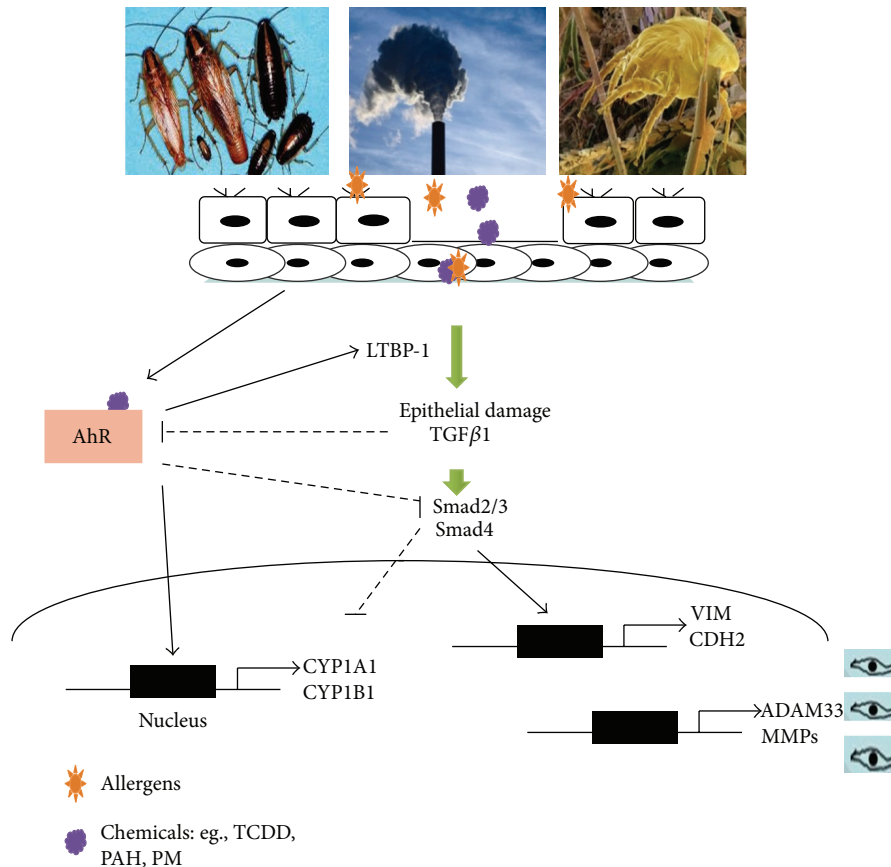 LTBP-1
Epithelial damage
TGFβ1
AhR
Smad2/3
Smad4
VIM
CDH2
CYP1A1
CYP1B1
Nucleus
ADAM33
MMPs
Allergens
Chemicals: eg., TCDD,
PAH, PM